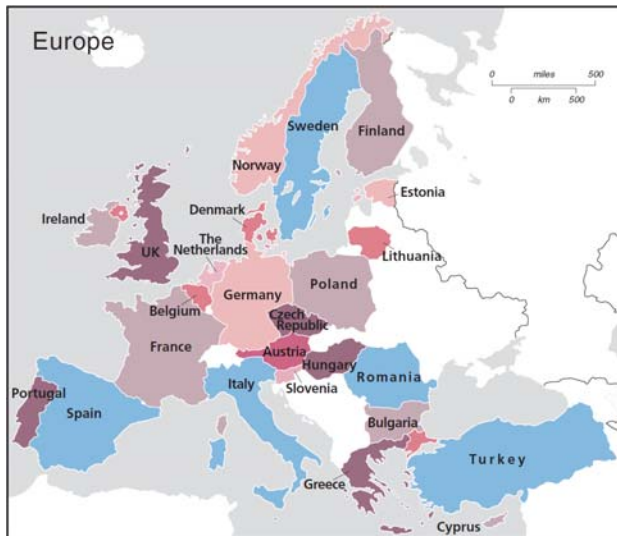 Europe
0 miles 500
0 km 500
Sweden
Finland
Norway
Estonia
Denmark
Ireland
The
Netherlands
Lithuania
UK
Poland
Germany
Belgium
Czech
Republic
France
Austria
Hungary
Italy
Slovenia
Romania
Portugal
Spain
Bulgaria
Turkey
Greece
Cyprus